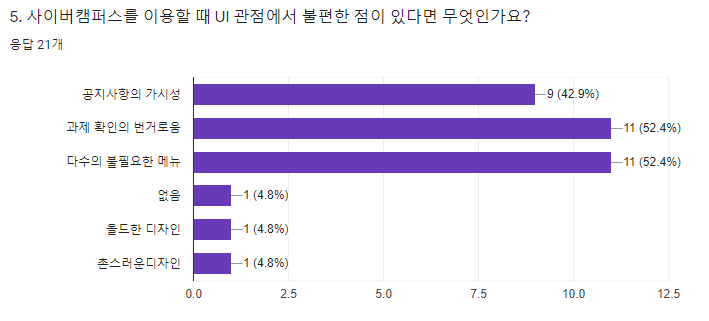 5. 사이버캠퍼스를 이용할 때 UI 관점에서 불편한 점이 있다면 무엇인가요?
응답 21개
공지사항의 가시성
9 (42.9%)
과제 확인의 번거로움
11 (52.4%)
다수의 불필요한 메뉴
11 (52.4%)
없음
1 (4.8%)
올드한 디자인
1 (4.8%)
촌스러운디자인
1 (4.8%)
0.0 2.5 5.0 7.5 10.0 12.5